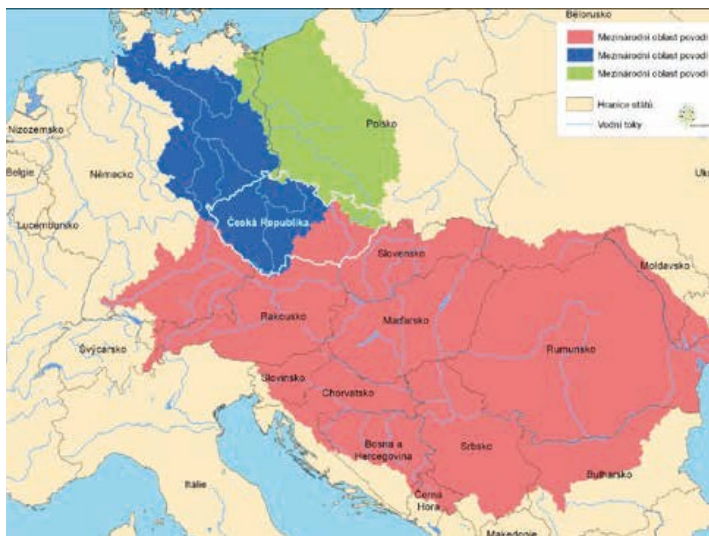 Bělorusko
Mezinárodní oblast povodí
Mezinárodní oblast povodí
Mezinárodní oblast povodí
Hranice států
Vodní toky
Nizozemsko
Polsko
Belgie
Německo
Uk
Lucembursko
Česká Republika
Slovensko
Moldavsko
Rakousko
Maďarsko
Švýcarsko
Rumunsko
Slovinsko
Chorvatsko
Bosna a
Hercegovina
Srbsko
Bulharsko
Itálie
Černá
Hora
Makedonie